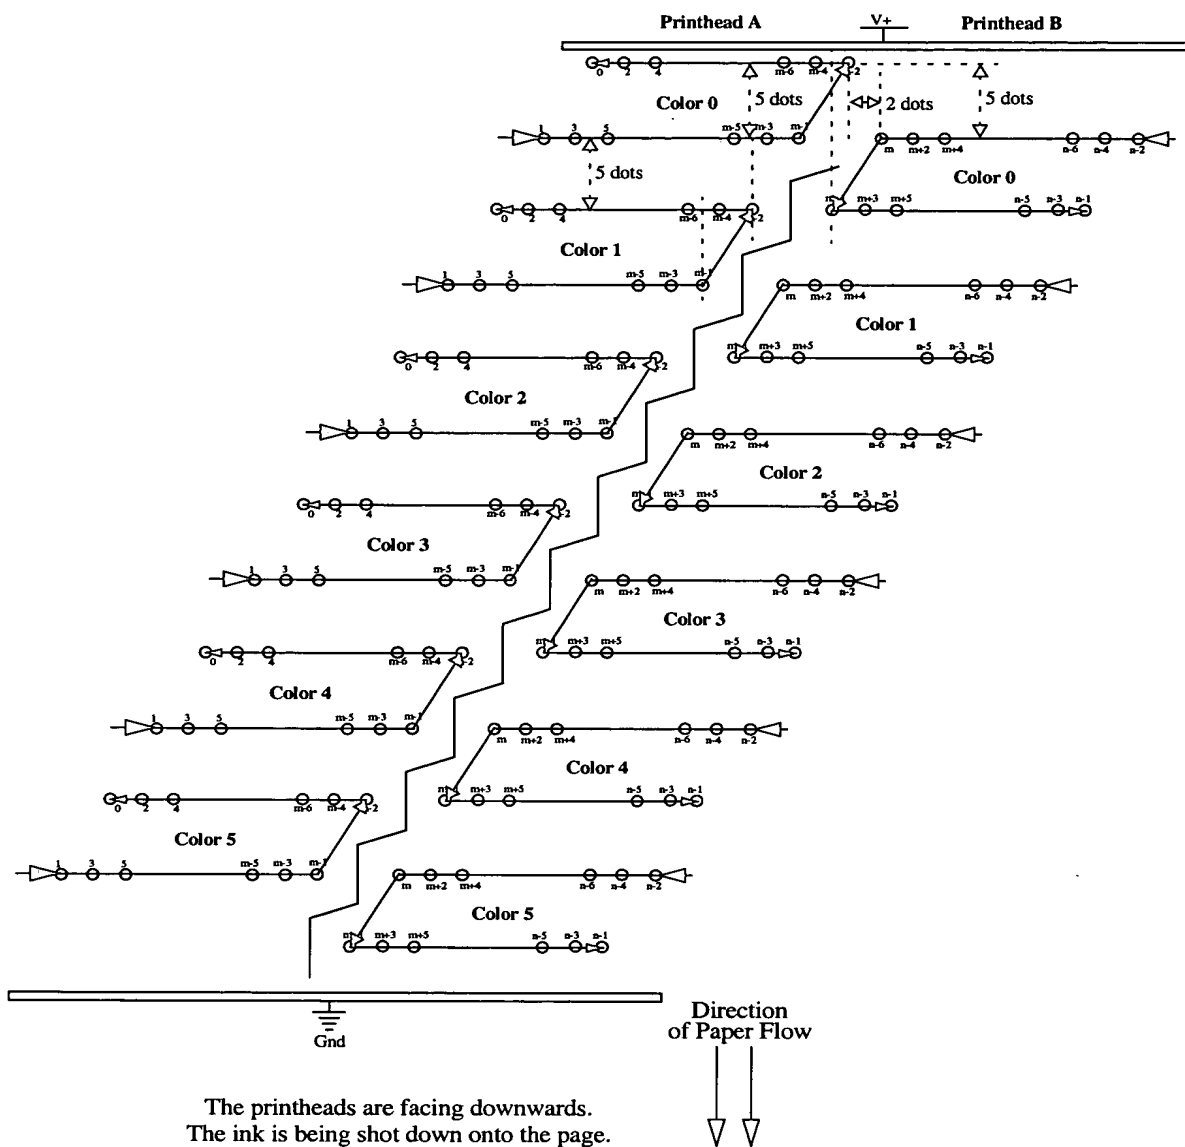 Printhead A V+ Printhead B
0 2 4 m-6 m-4 -2
Color 0 5 dots 2 dots 5 dots
1 3 5 m-5 m-3 m-1
m m+2 m+4 n-6 n-4 n-2
5 dots Color 0
0 2 4 m-6 m-4 -2
m+3 m+5 n-5 n-3 n-1
Color 1
1 3 5 m-5 m-3 m-1
m m+2 m+4 n-6 n-4 n-2
Color 1
0 2 4 m-6 m-4 -2
m+3 m+5 n-5 n-3 n-1
Color 2
1 3 5 m-5 m-3 m-1
m m+2 m+4 n-6 n-4 n-2
Color 2
0 2 4 m-6 m-4 -2
m+3 m+5 n-5 n-3 n-1
Color 3
1 3 5 m-5 m-3 m-1
m m+2 m+4 n-6 n-4 n-2
Color 3
0 2 4 m-6 m-4 -2
m+3 m+5 n-5 n-3 n-1
Color 4
1 3 5 m-5 m-3 m-1
m m+2 m+4 n-6 n-4 n-2
Color 4
0 2 4 m-6 m-4 -2
m+3 m+5 n-5 n-3 n-1
Color 5
1 3 5 m-5 m-3 m-1
m m+2 m+4 n-6 n-4 n-2
Color 5
m+3 m+5 n-5 n-3 n-1
Gnd
Direction
of Paper Flow
The printheads are facing downwards.
The ink is being shot down onto the page.